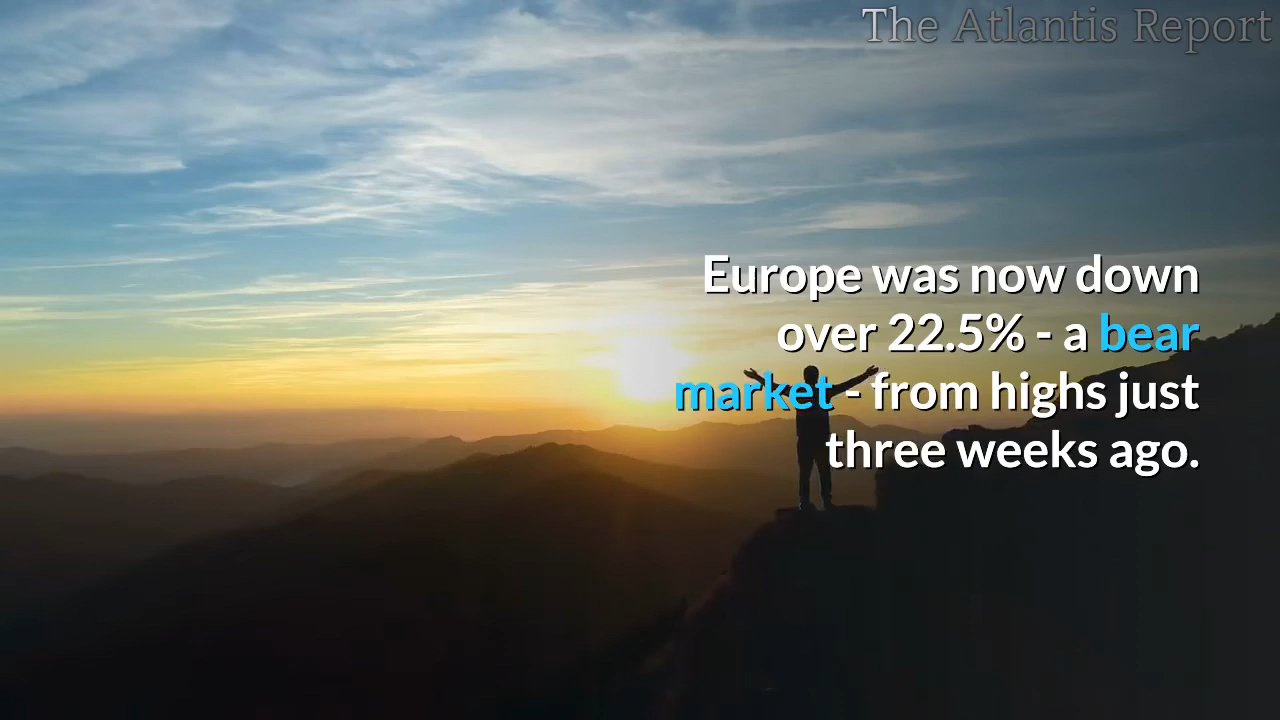 The Atlantis Report
Europe was now down
over 22.5% - a bear
market - from highs just
three weeks ago.